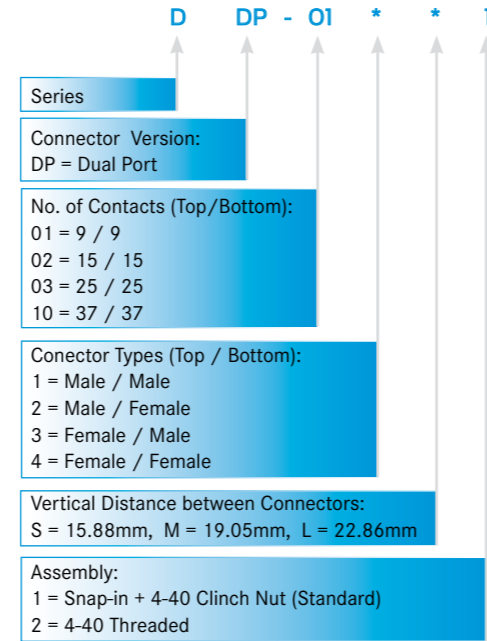 D DP - 01 * * 1
Series
Connector Version:
DP = Dual Port
No. of Contacts (Top/Bottom):
01 = 9 / 9
02 = 15 / 15
03 = 25 / 25
10 = 37 / 37
Conector Types (Top / Bottom):
1 = Male / Male
2 = Male / Female
3 = Female / Male
4 = Female / Female
Vertical Distance between Connectors:
S = 15.88mm, M = 19.05mm, L = 22.86mm
Assembly:
1 = Snap-in + 4-40 Clinch Nut (Standard)
2 = 4-40 Threaded